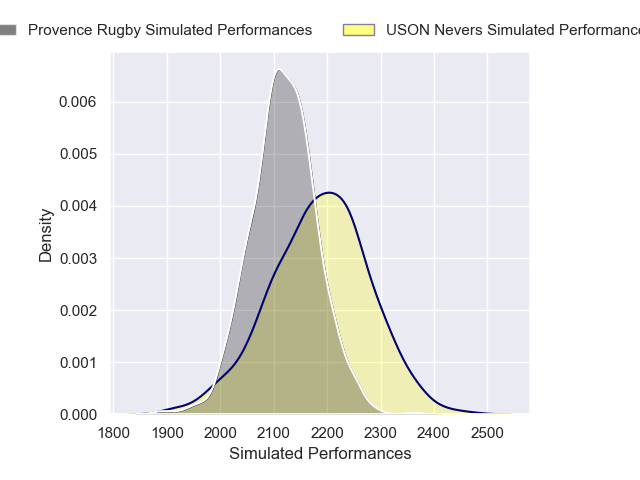 Provence Rugby Simulated Performances
USON Nevers Simulated
0.006
0.005
0.004
0.003
0.002
0.001
0.000
Density
1800 1900 2000 2100 2200 2300 2400 2500
Simulated Performances